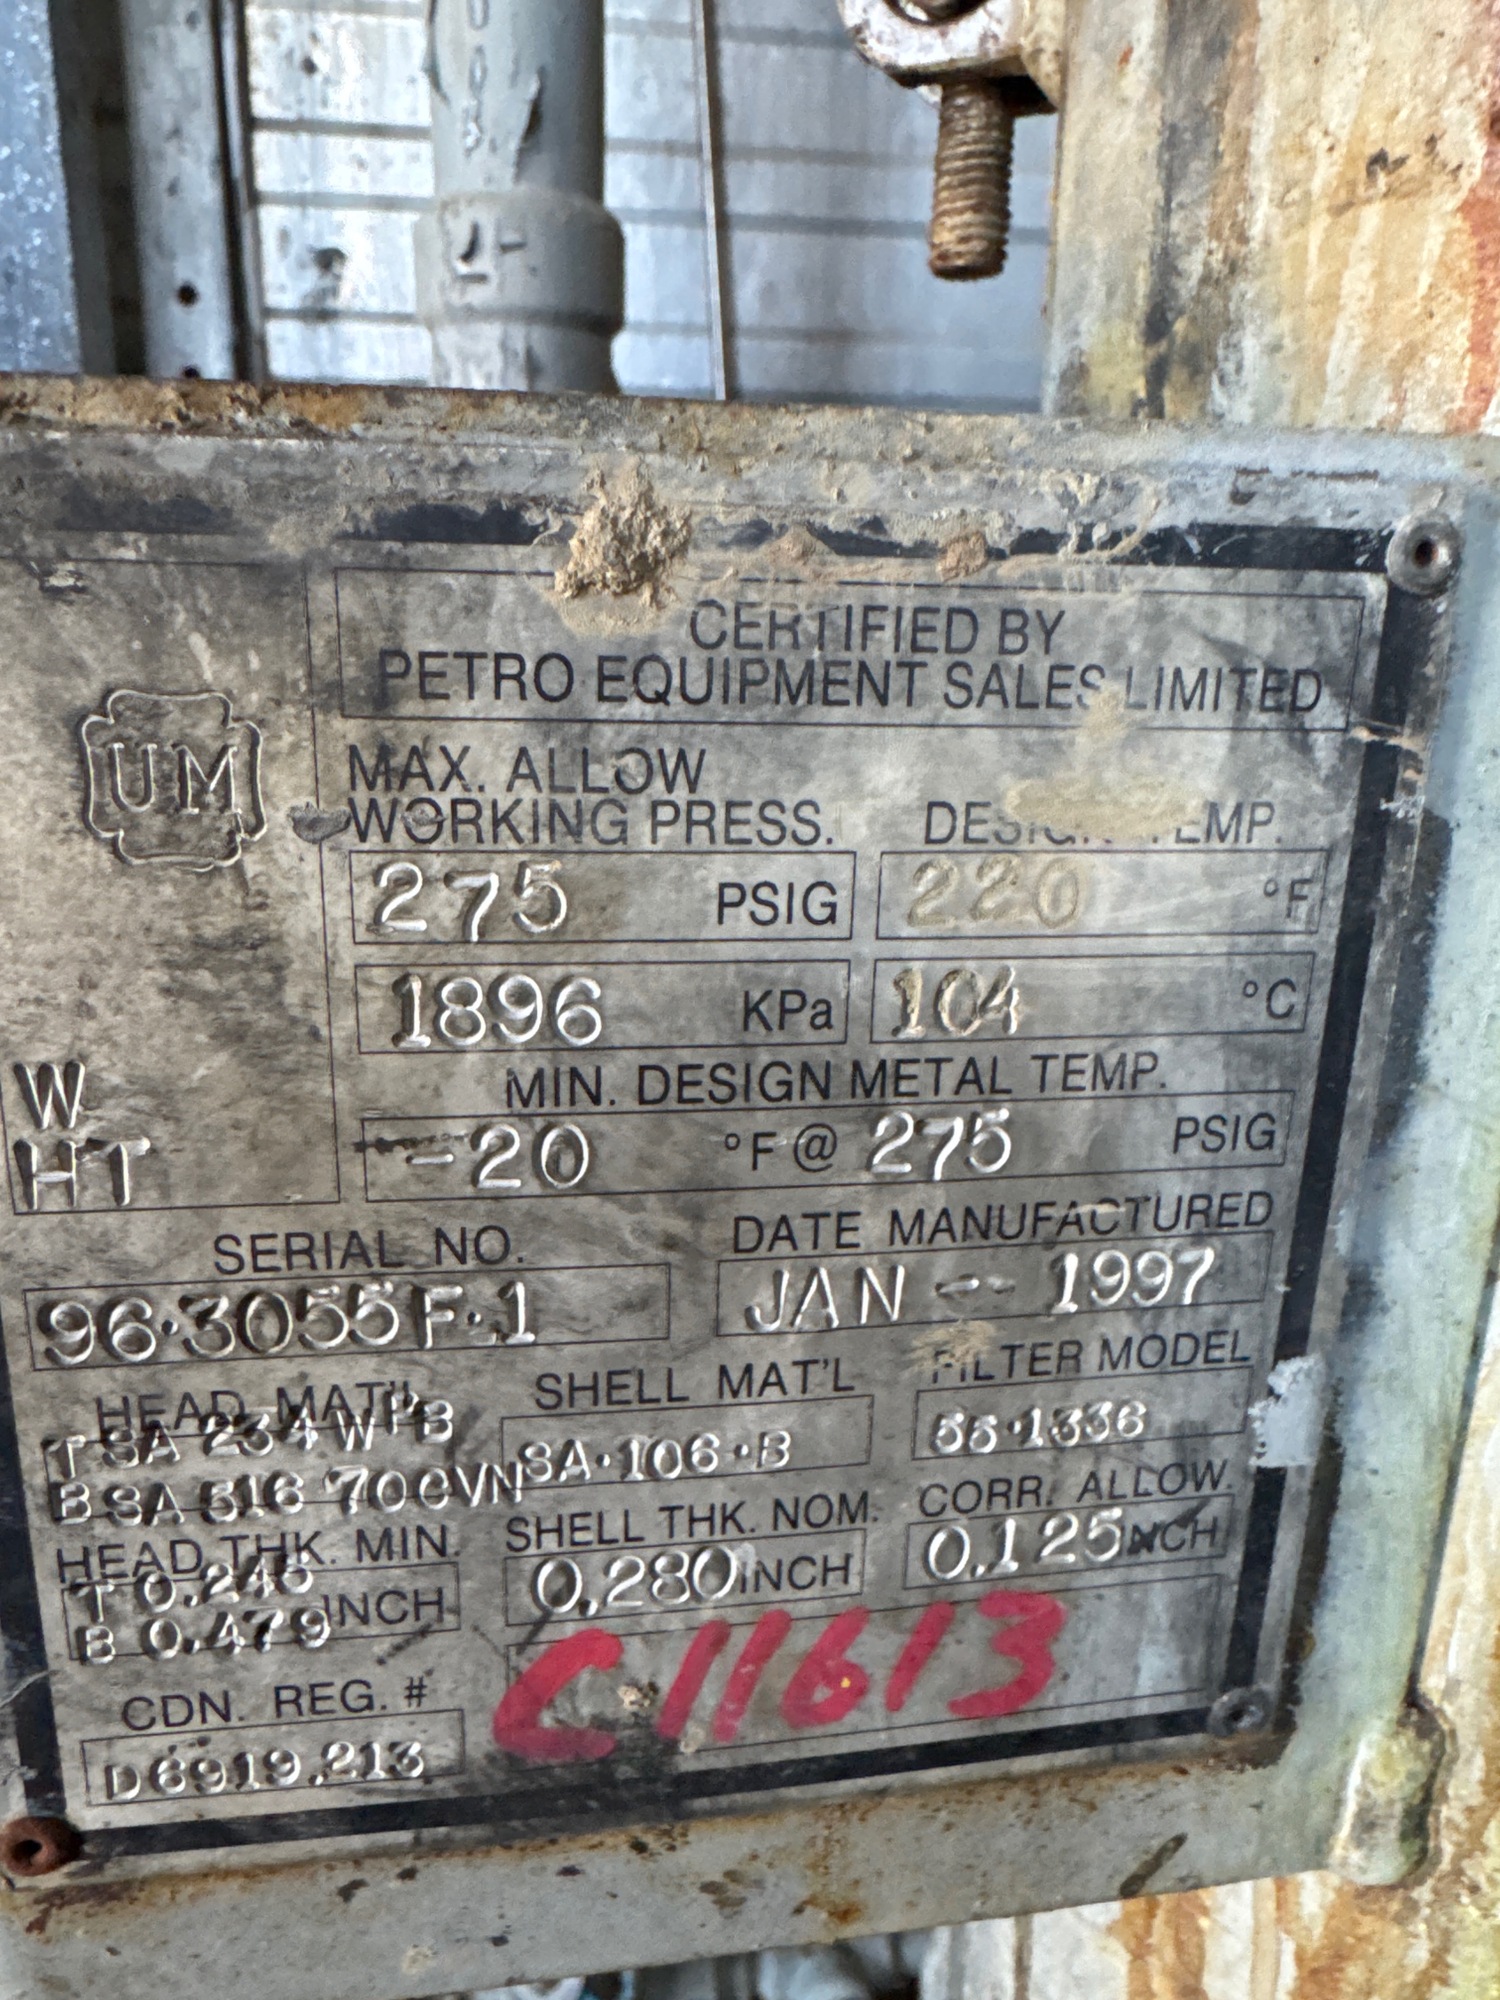 CERTIFIED BY
PETRO EQUIPMENT SALES LIMITED
UM
MAX. ALLOW
WORKING PRESS.
DESIGN TEMP.
275 PSIG
220 °F
1896 KPa
104 °C
W
HT
MIN. DESIGN METAL TEMP.
-20 °F @ 275 PSIG
SERIAL NO.
DATE MANUFACTURED
96·3055F·1
JAN -- 1997
HEAD MAT'L
SHELL MAT'L
FILTER MODEL
T SA 234 WPB
B SA 516 70CVN
SA·106·B
55·1336
HEAD THK. MIN.
SHELL THK. NOM.
CORR. ALLOW.
T 0.245
B 0.479 INCH
0.280 INCH
0.125 INCH
C11613
CDN. REG. #
D6919.213